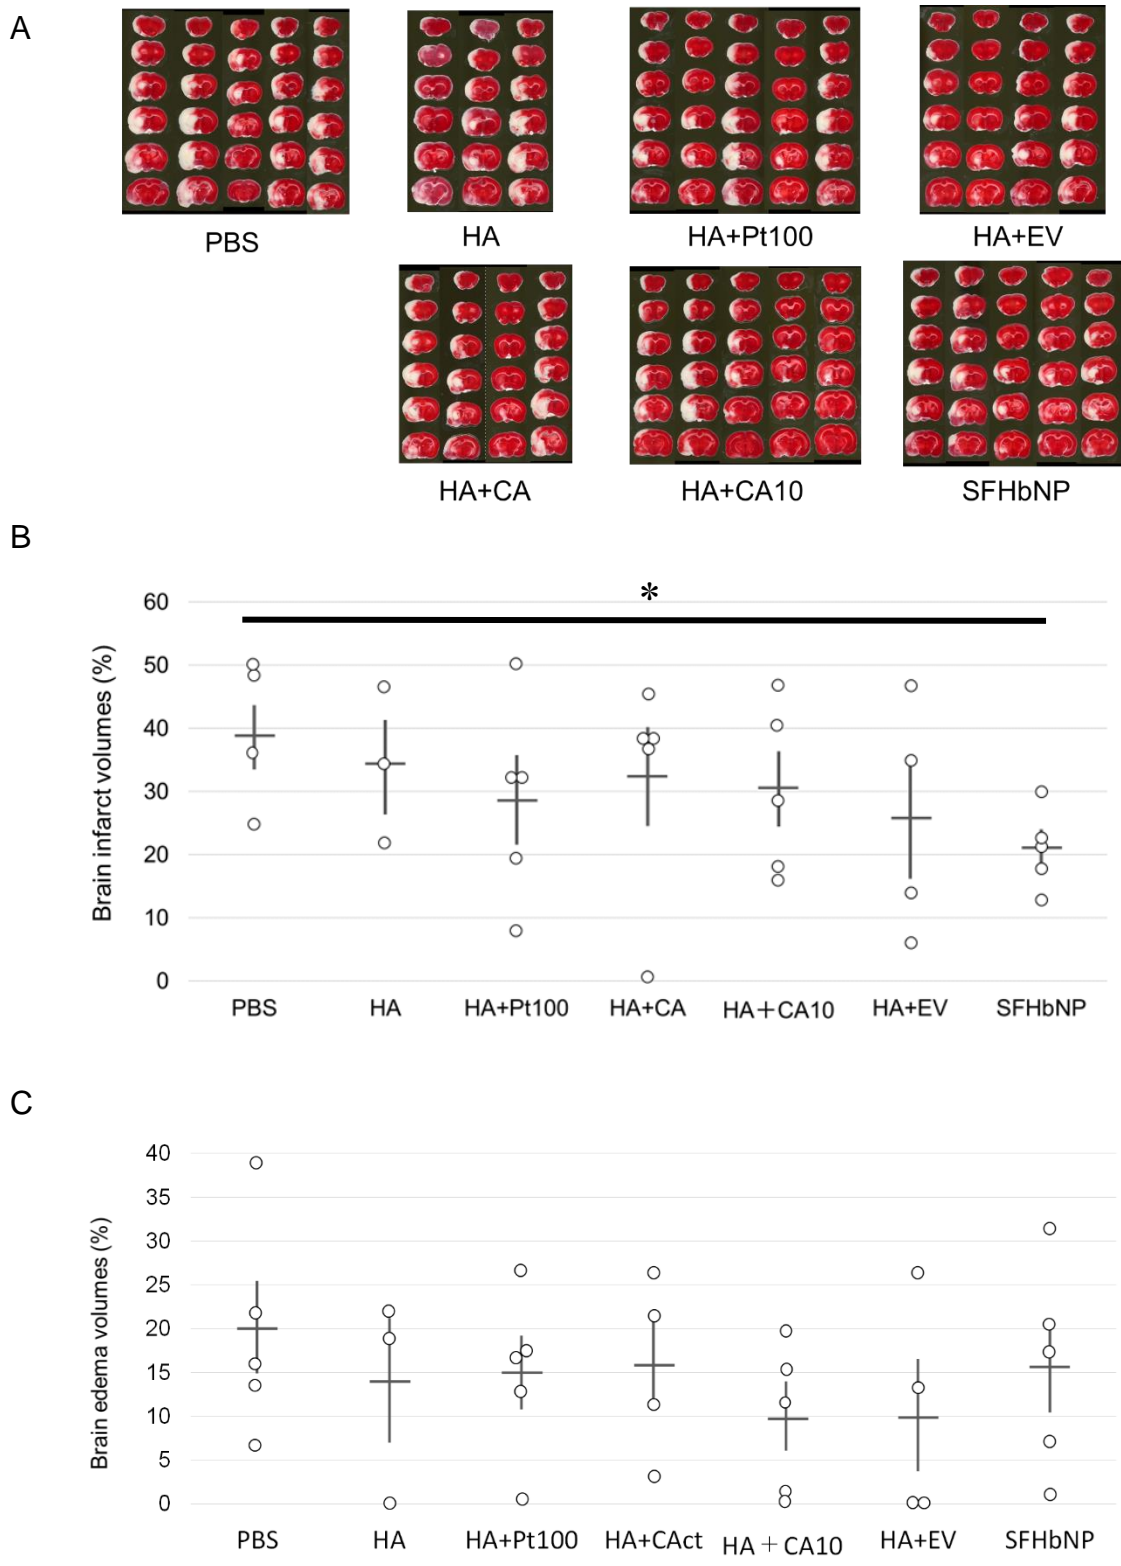 A
PBS
HA
HA+Pt100
HA+EV
HA+CA
HA+CA10
SFHbNP
B
*
Brain infarct volumes (%)
60
50
40
30
20
10
0
PBS HA HA+Pt100 HA+CA HA+CA10 HA+EV SFHbNP
C
Brain edema volumes (%)
40
35
30
25
20
15
10
5
0
PBS HA HA+Pt100 HA+CAct HA+CA10 HA+EV SFHbNP